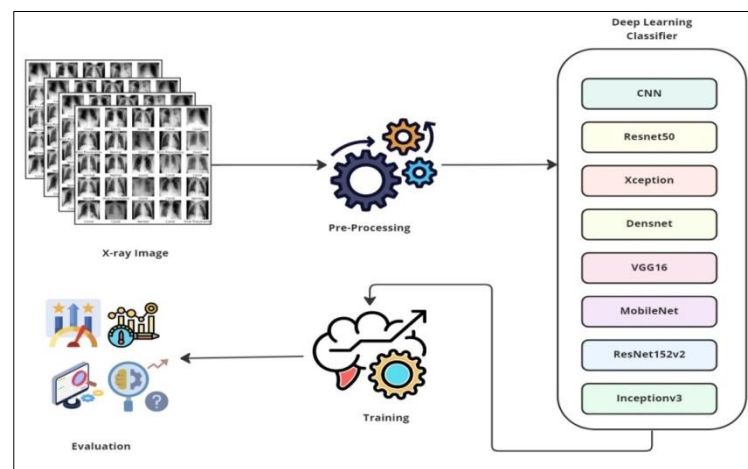 Deep Learning
Classifier
CNN
Resnet50
Xception
Densnet
VGG16
MobileNet
ResNet152v2
Inceptionv3
X-ray Image
Pre-Processing
Training
Evaluation